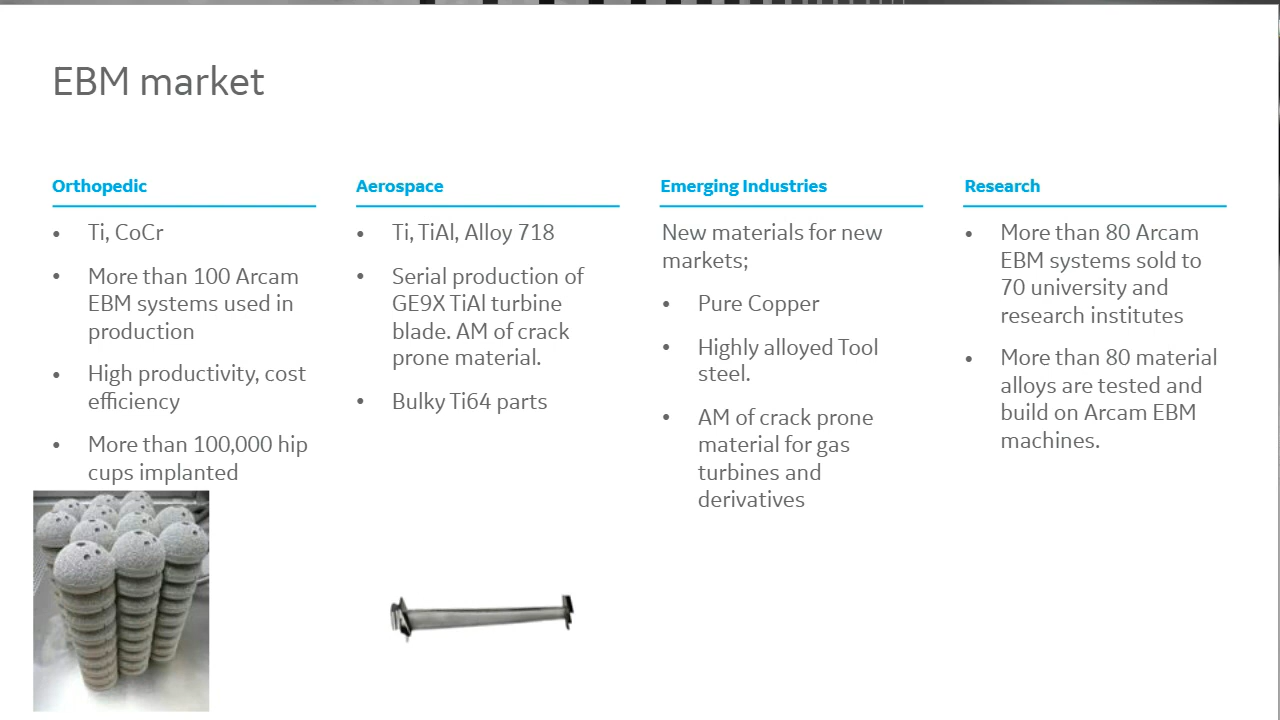 EBM market
Orthopedic
• Ti, CoCr
• More than 100 Arcam
EBM systems used in
production
• High productivity, cost
efficiency
• More than 100,000 hip
cups implanted
Aerospace
• Ti, TiAl, Alloy 718
• Serial production of
GE9X TiAl turbine
blade. AM of crack
prone material.
• Bulky Ti64 parts
Emerging Industries
New materials for new
markets;
• Pure Copper
• Highly alloyed Tool
steel.
• AM of crack prone
material for gas
turbines and
derivatives
Research
• More than 80 Arcam
EBM systems sold to
70 university and
research institutes
• More than 80 material
alloys are tested and
build on Arcam EBM
machines.